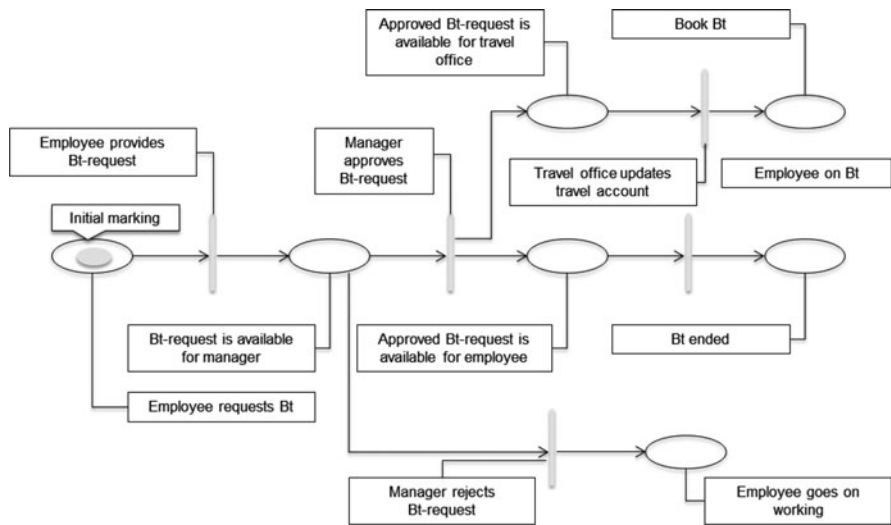 Approved Bt-request is
available for travel
office
Book Bt
Employee provides
Bt-request
Manager
approves
Bt-request
Travel office updates
travel account
Employee on Bt
Initial marking
Bt-request is available
for manager
Approved Bt-request is
available for employee
Bt ended
Employee requests Bt
Manager rejects
Bt-request
Employee goes on
working